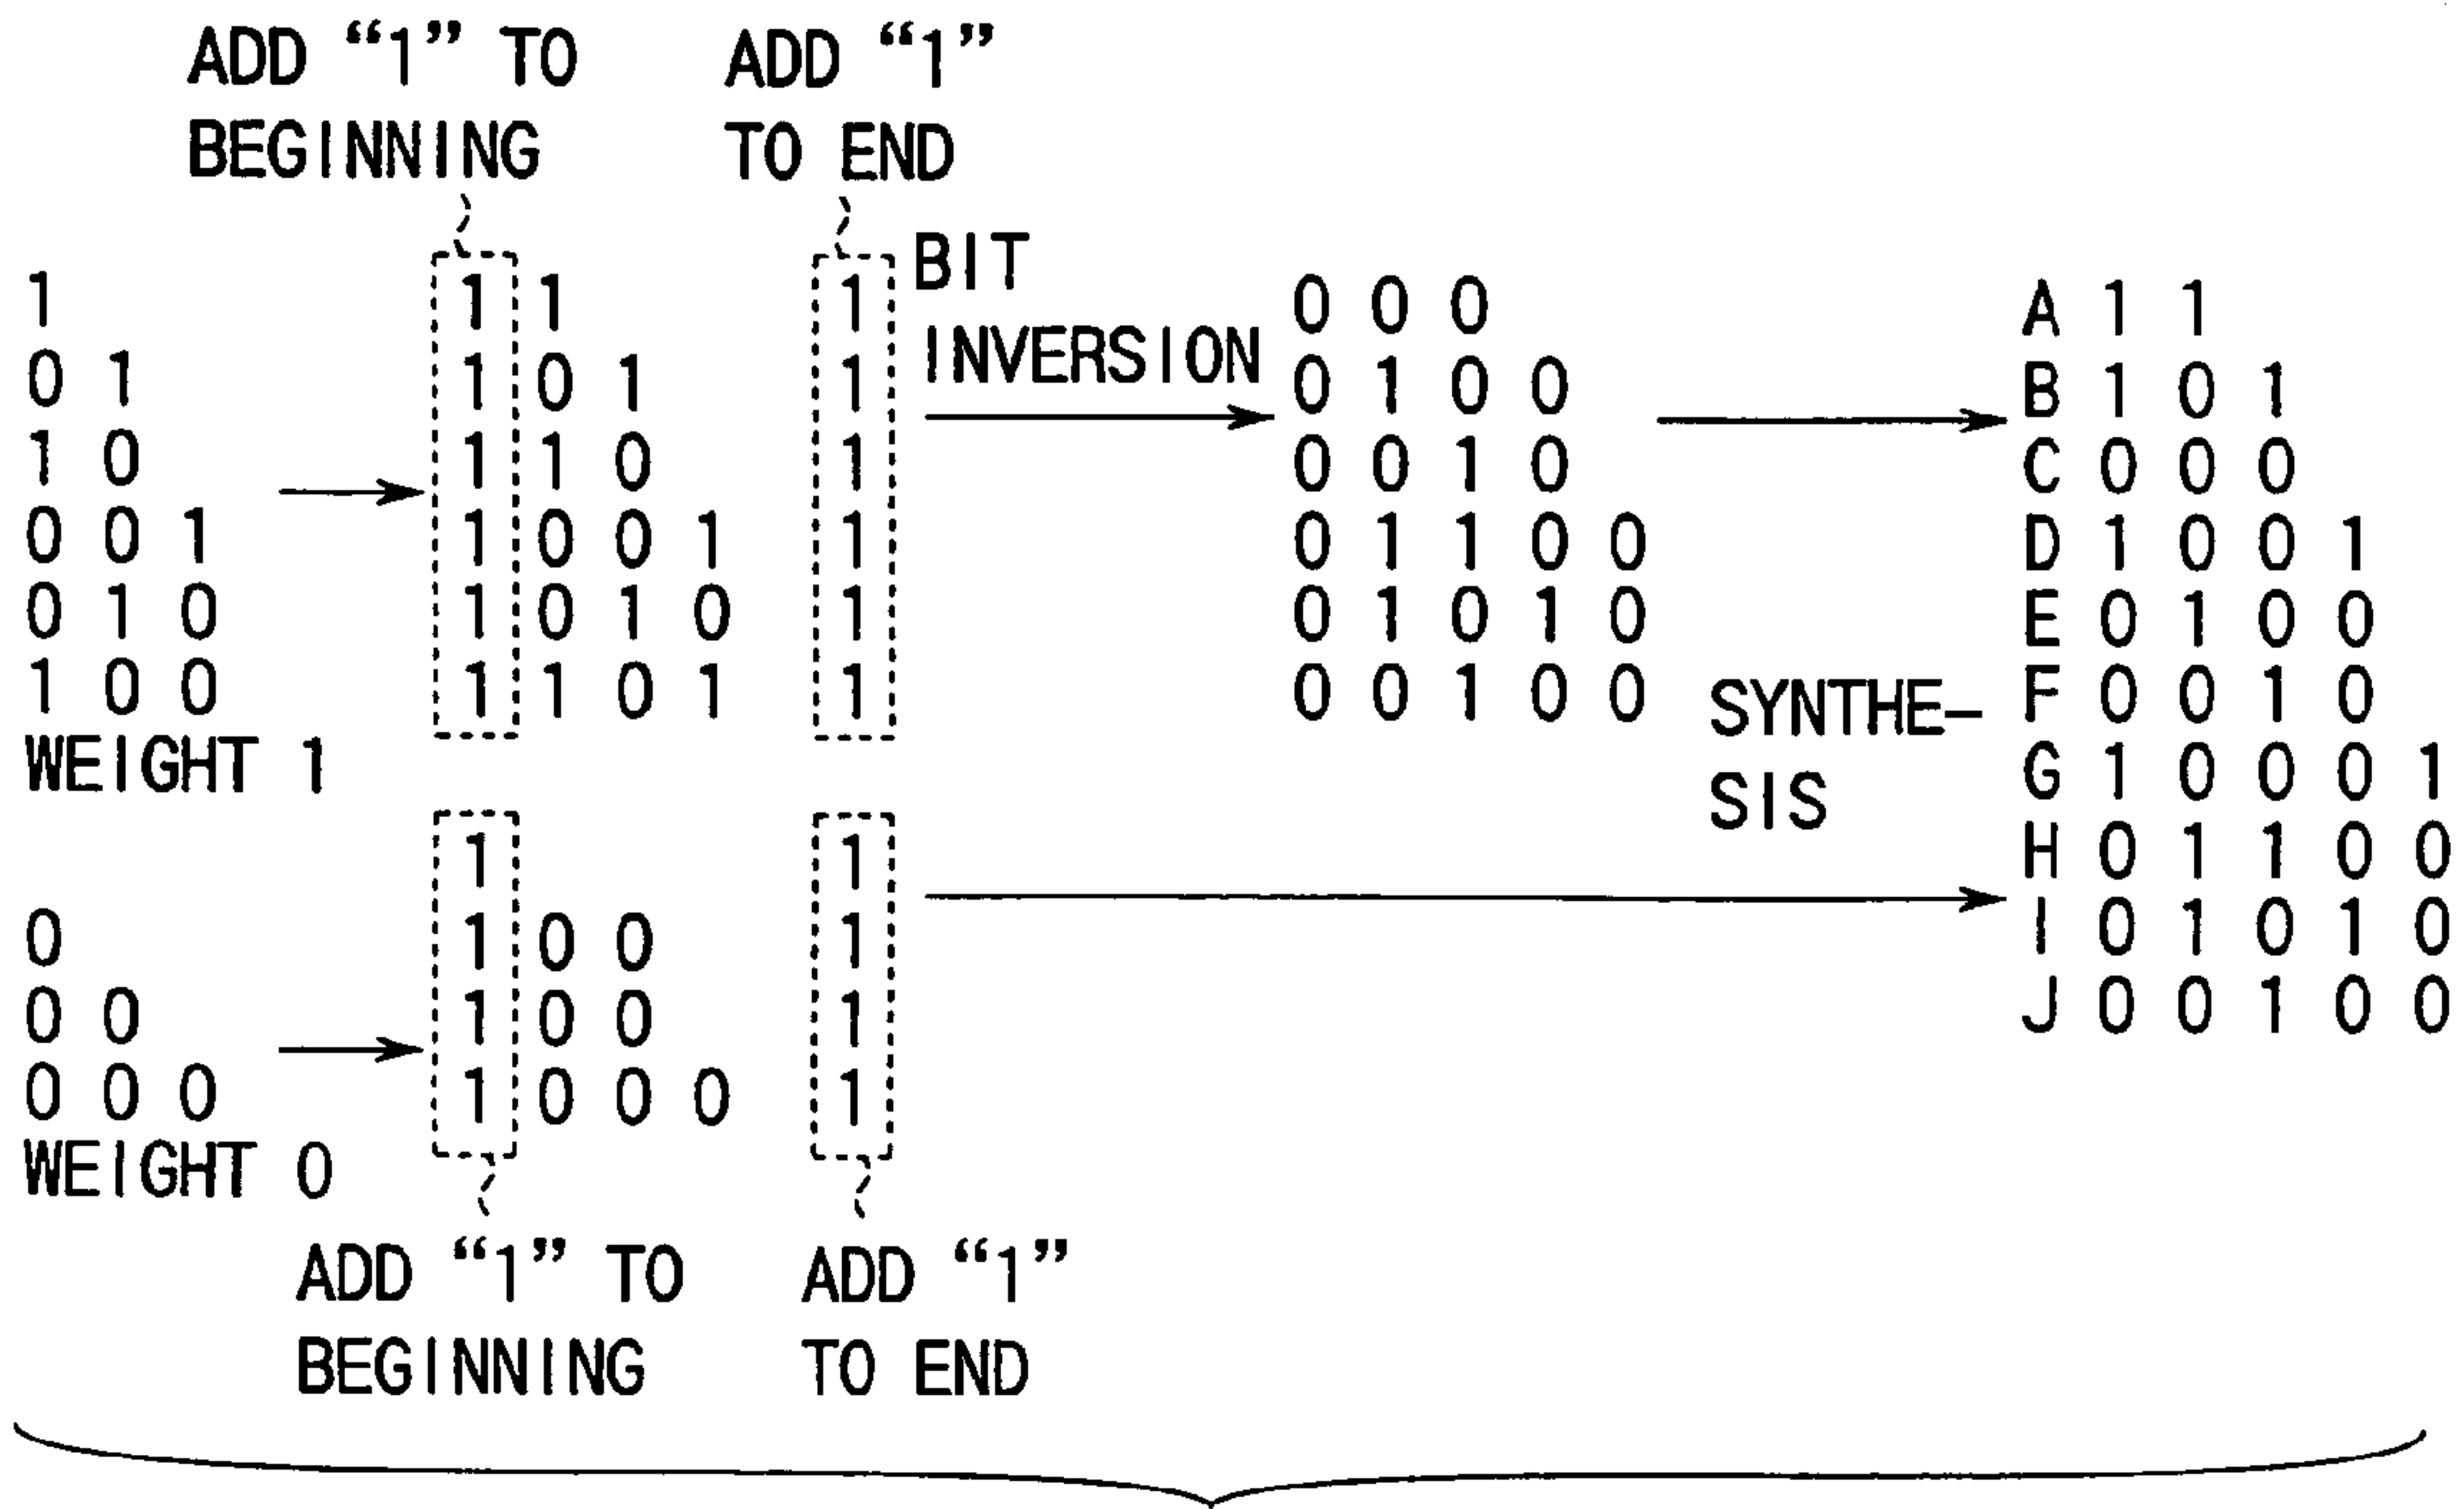 ADD “1” TO
BEGINNING
ADD “1”
TO END
1
0 1
1 0
0 0 1
0 1 0
1 0 0
WEIGHT 1
1 1 1
1 0 1 1
1 1 0 1
1 0 0 1 1
1 0 1 0 1
1 1 0 1 1
BIT
INVERSION
0 0 0
0 1 0 0
0 0 1 0
0 1 1 0 0
0 1 0 1 0
0 0 1 0 0
0
0 0
0 0 0
WEIGHT 0
1 1
1 0 0 1
1 0 0 1
1 0 0 0 1
ADD “1” TO
BEGINNING
ADD “1”
TO END
SYNTHE-
SIS
A 1 1
B 1 0 1
C 0 0 0
D 1 0 0 1
E 0 1 0 0
F 0 0 1 0
G 1 0 0 0 1
H 0 1 1 0 0
I 0 1 0 1 0
J 0 0 1 0 0